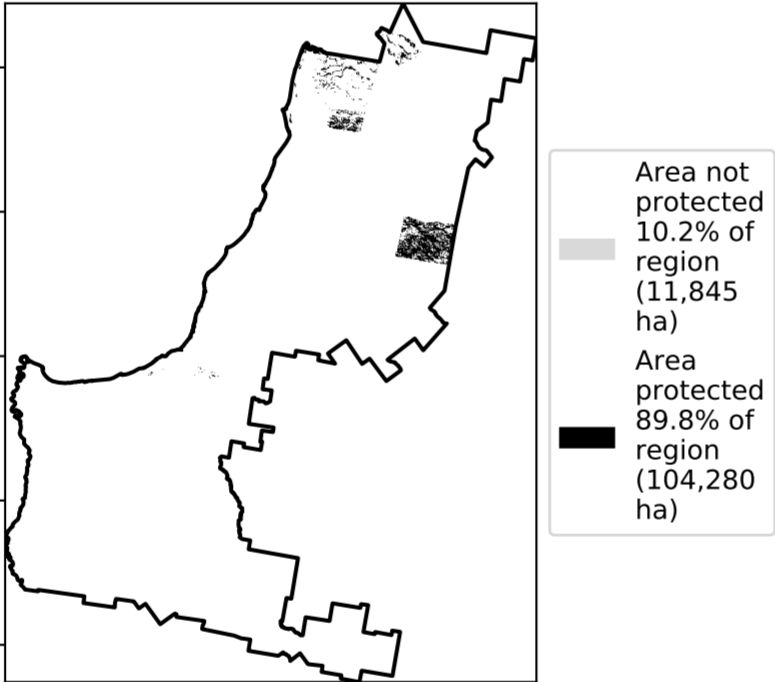 Area not
protected
10.2% of
region
(11,845
ha)
Area
protected
89.8% of
region
(104,280
ha)